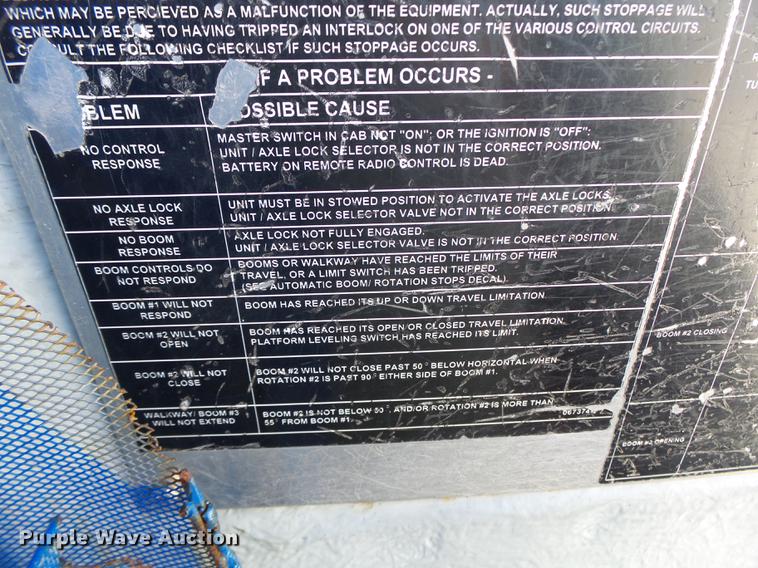 WHICH MAY BE PERCIEVED AS A MALFUNCTION OF THE EQUIPMENT. ACTUALLY, SUCH STOPPAGE WILL
GENERALLY BE DUE TO HAVING TRIPPED AN INTERLOCK ON ONE OF THE VARIOUS CONTROL CIRCUITS.
CONSULT THE FOLLOWING CHECKLIST IF SUCH STOPPAGE OCCURS.
IF A PROBLEM OCCURS -
BLEM
OSSIBLE CAUSE
NO CONTROL
RESPONSE
MASTER SWITCH IN CAB NOT "ON"; OR THE IGNITION IS "OFF";
UNIT / AXLE LOCK SELECTOR IS NOT IN THE CORRECT POSITION.
BATTERY ON REMOTE RADIO CONTROL IS DEAD.
NO AXLE LOCK
RESPONSE
UNIT MUST BE IN STOWED POSITION TO ACTIVATE THE AXLE LOCKS.
UNIT / AXLE LOCK SELECTOR VALVE NOT IN THE CORRECT POSITION.
NO BOOM
RESPONSE
AXLE LOCK NOT FULLY ENGAGED.
UNIT / AXLE LOCK SELECTOR VALVE IS NOT IN THE CORRECT POSITION.
BOOM CONTROLS DO
NOT RESPOND
BOOMS OR WALKWAY HAVE REACHED THE LIMITS OF THEIR
TRAVEL, OR A LIMIT SWITCH HAS BEEN TRIPPED.
(SEE AUTOMATIC BOOM/ ROTATION STOPS DECAL).
BOOM #1 WILL NOT
RESPOND
BOOM HAS REACHED ITS UP OR DOWN TRAVEL LIMITATION.
BOOM #2 WILL NOT
OPEN
BOOM HAS REACHED ITS OPEN OR CLOSED TRAVEL LIMITATION.
PLATFORM LEVELING SWITCH HAS REACHED ITS LIMIT.
BOOM #2 WILL NOT
CLOSE
BOOM #2 WILL NOT CLOSE PAST 50° BELOW HORIZONTAL WHEN
ROTATION #2 IS PAST 90° EITHER SIDE OF BOOM #1.
WALKWAY/ BOOM #3
WILL NOT EXTEND
BOOM #2 IS NOT BELOW 50°, AND/OR ROTATION #2 IS MORE THAN
55° FROM BOOM #1.
BOOM #2 CLOSING
BOOM #2 OPENING
Purple Wave Auction